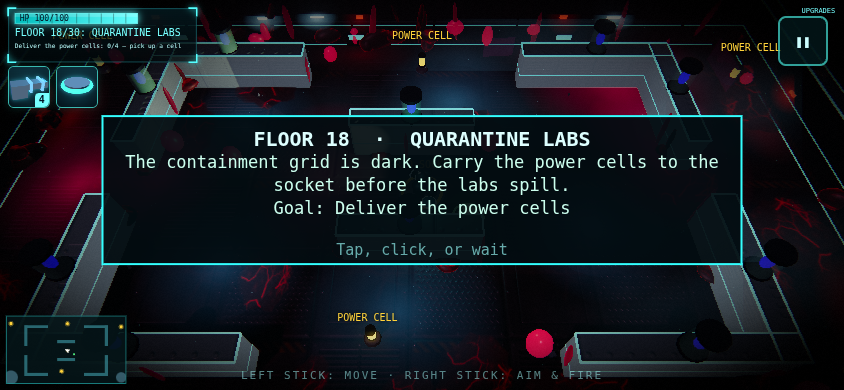 UPGRADES
HP 100/100
FLOOR 18/30: QUARANTINE LABS
Deliver the power cells: 0/4 — pick up a cell
POWER CELL
POWER CELL
4
FLOOR 18 · QUARANTINE LABS
The containment grid is dark. Carry the power cells to the
socket before the labs spill.
Goal: Deliver the power cells
Tap, click, or wait
POWER CELL
LEFT STICK: MOVE · RIGHT STICK: AIM & FIRE